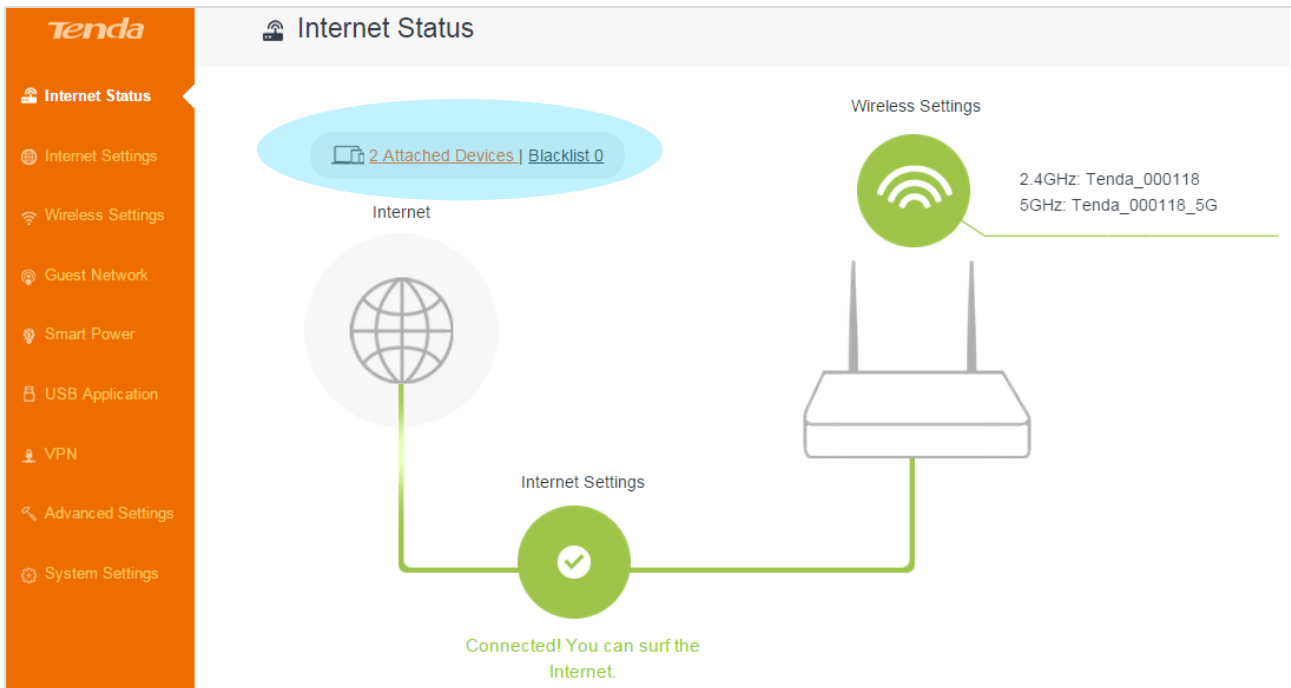 Tenda
Internet Status
Internet Status
Internet Settings
Wireless Settings
Guest Network
Smart Power
USB Application
VPN
Advanced Settings
System Settings
2 Attached Devices | Blacklist 0
Internet
Wireless Settings
2.4GHz: Tenda_000118
5GHz: Tenda_000118_5G
Internet Settings
Connected! You can surf the
Internet.